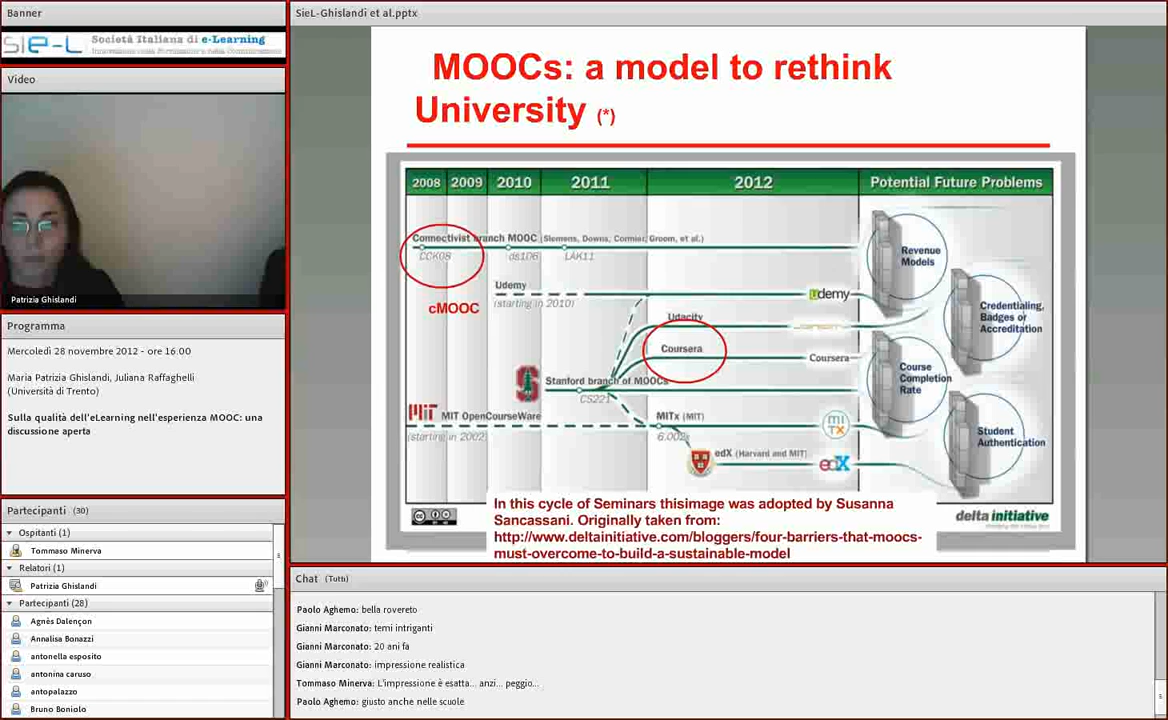 Banner
sie-L Società Italiana di e-Learning
Video
Patrizia Ghislandi
Programma
Mercoledì 28 novembre 2012 - ore 16:00
Maria Patrizia Ghislandi, Juliana Raffaghelli
(Università di Trento)
Sulla qualità dell'eLearning nell'esperienza MOOC: una
discussione aperta
Partecipanti (30)
Ospitanti (1)
Tommaso Minerva
Relatori (1)
Patrizia Ghislandi
Partecipanti (28)
Agnès Dalençon
Annalisa Bonazzi
antonella esposito
antonina caruso
antopalazzo
Bruno Boniolo
SieL-Ghislandi et al.pptx
MOOCs: a model to rethink
University (*)
2008 2009 2010 2011 2012 Potential Future Problems
Connectivist branch MOOC (Siemens, Downs, Cormier, Groom, et al.)
CCK08 ds106 LAK11
Revenue
Models
Udemy
(starting in 2010)
udemy
cMOOC
Credentialing,
Badges or
Accreditation
Udacity
Coursera
Coursera
Course
Completion
Rate
Stanford branch of MOOCs
CS221
MIT MIT OpenCourseWare
(starting in 2002)
MITx (MIT)
6.002x
MITx
Student
Authentication
edX (Harvard and MIT)
edX
In this cycle of Seminars thisimage was adopted by Susanna
Sancassani. Originally taken from:
http://www.deltainitiative.com/bloggers/four-barriers-that-moocs-
must-overcome-to-build-a-sustainable-model
delta initiative
Chat (Tutti)
Paolo Aghemo: bella rovereto
Gianni Marconato: temi intriganti
Gianni Marconato: 20 ani fa
Gianni Marconato: impressione realistica
Tommaso Minerva: L'impressione è esatta... anzi... peggio...
Paolo Aghemo: giusto anche nelle scuole